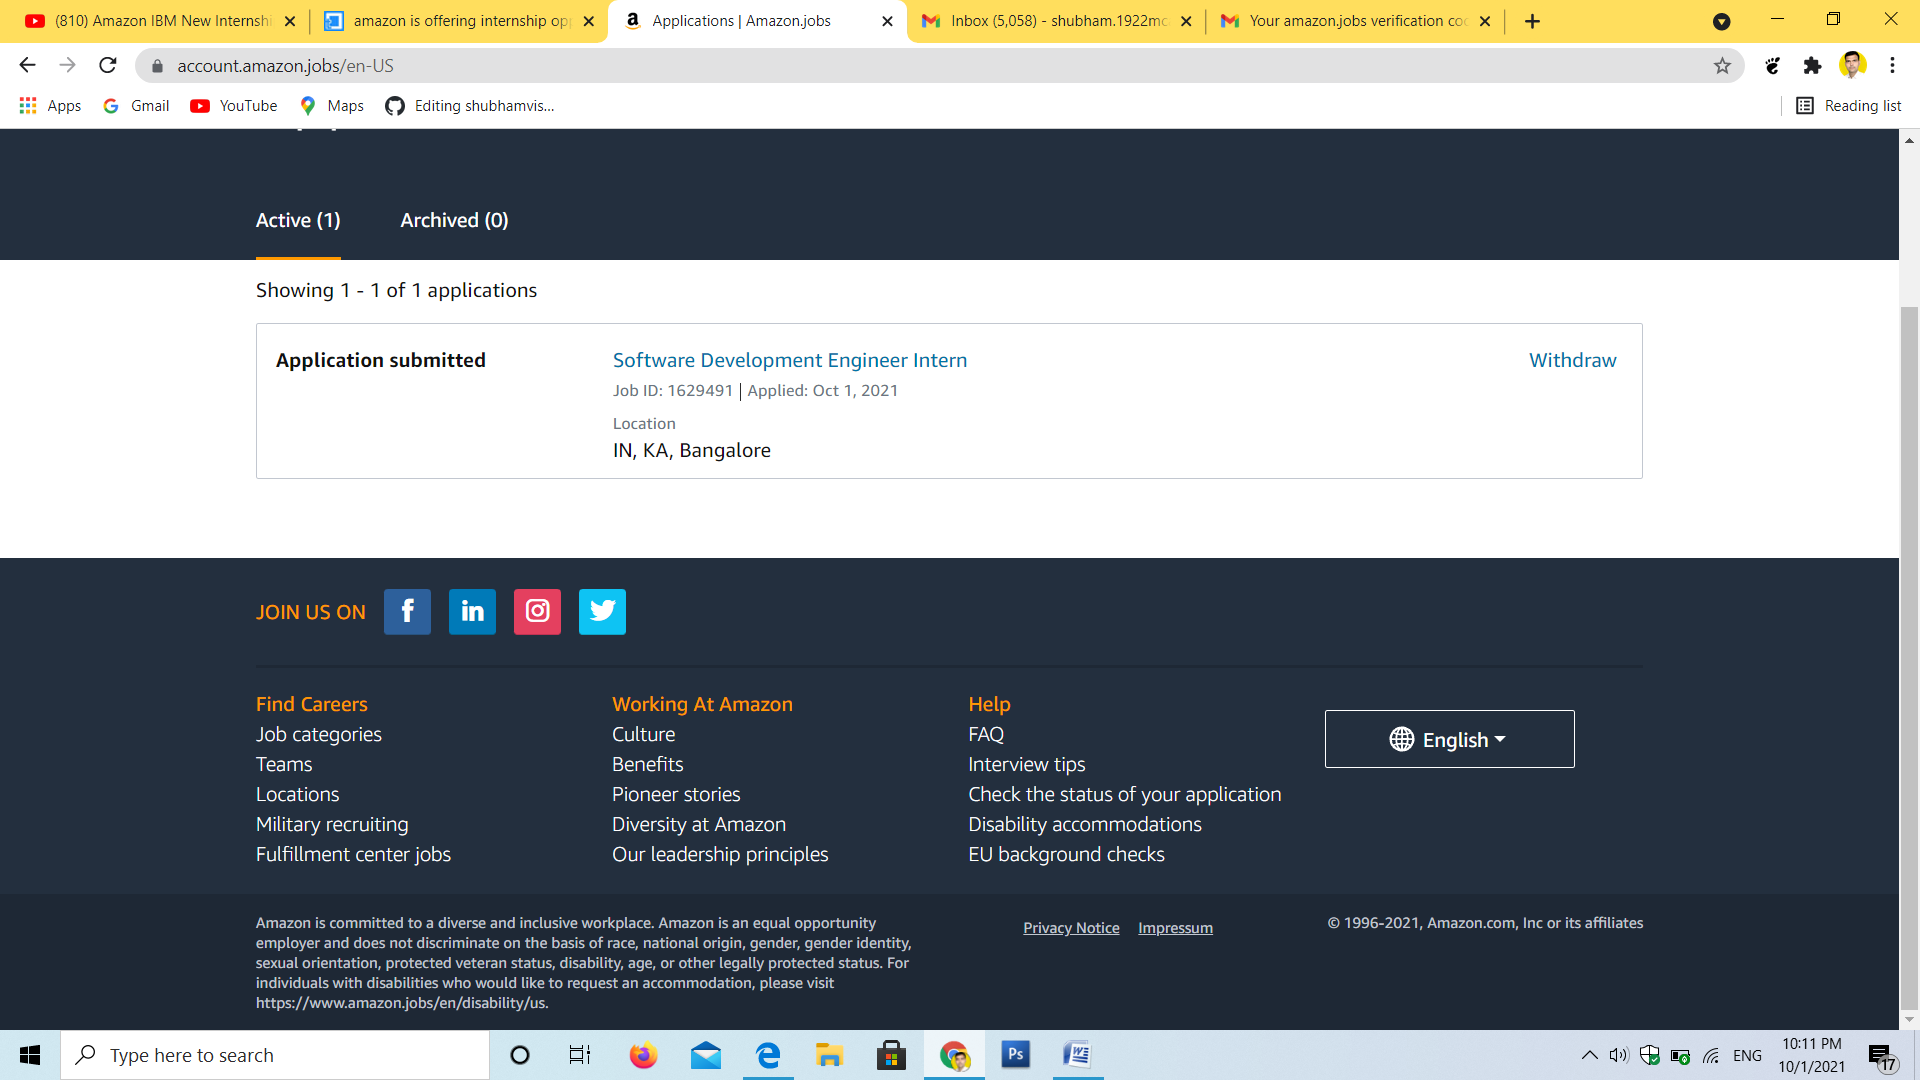 (810) Amazon IBM New Internshi
amazon is offering internship opp
Applications | Amazon.jobs
Inbox (5,058) - shubham.1922mc
Your amazon.jobs verification co
account.amazon.jobs/en-US
Apps
Gmail
YouTube
Maps
Editing shubhamvis...
Reading list
Active (1)
Archived (0)
Showing 1 - 1 of 1 applications
Application submitted
Software Development Engineer Intern
Withdraw
Job ID: 1629491 | Applied: Oct 1, 2021
Location
IN, KA, Bangalore
JOIN US ON
Find Careers
Job categories
Teams
Locations
Military recruiting
Fulfillment center jobs
Working At Amazon
Culture
Benefits
Pioneer stories
Diversity at Amazon
Our leadership principles
Help
FAQ
Interview tips
Check the status of your application
Disability accommodations
EU background checks
English
Amazon is committed to a diverse and inclusive workplace. Amazon is an equal opportunity
employer and does not discriminate on the basis of race, national origin, gender, gender identity,
sexual orientation, protected veteran status, disability, age, or other legally protected status. For
individuals with disabilities who would like to request an accommodation, please visit
https://www.amazon.jobs/en/disability/us.
Privacy Notice
Impressum
© 1996-2021, Amazon.com, Inc or its affiliates
Type here to search
Ps
ENG
10:11 PM
10/1/2021
17